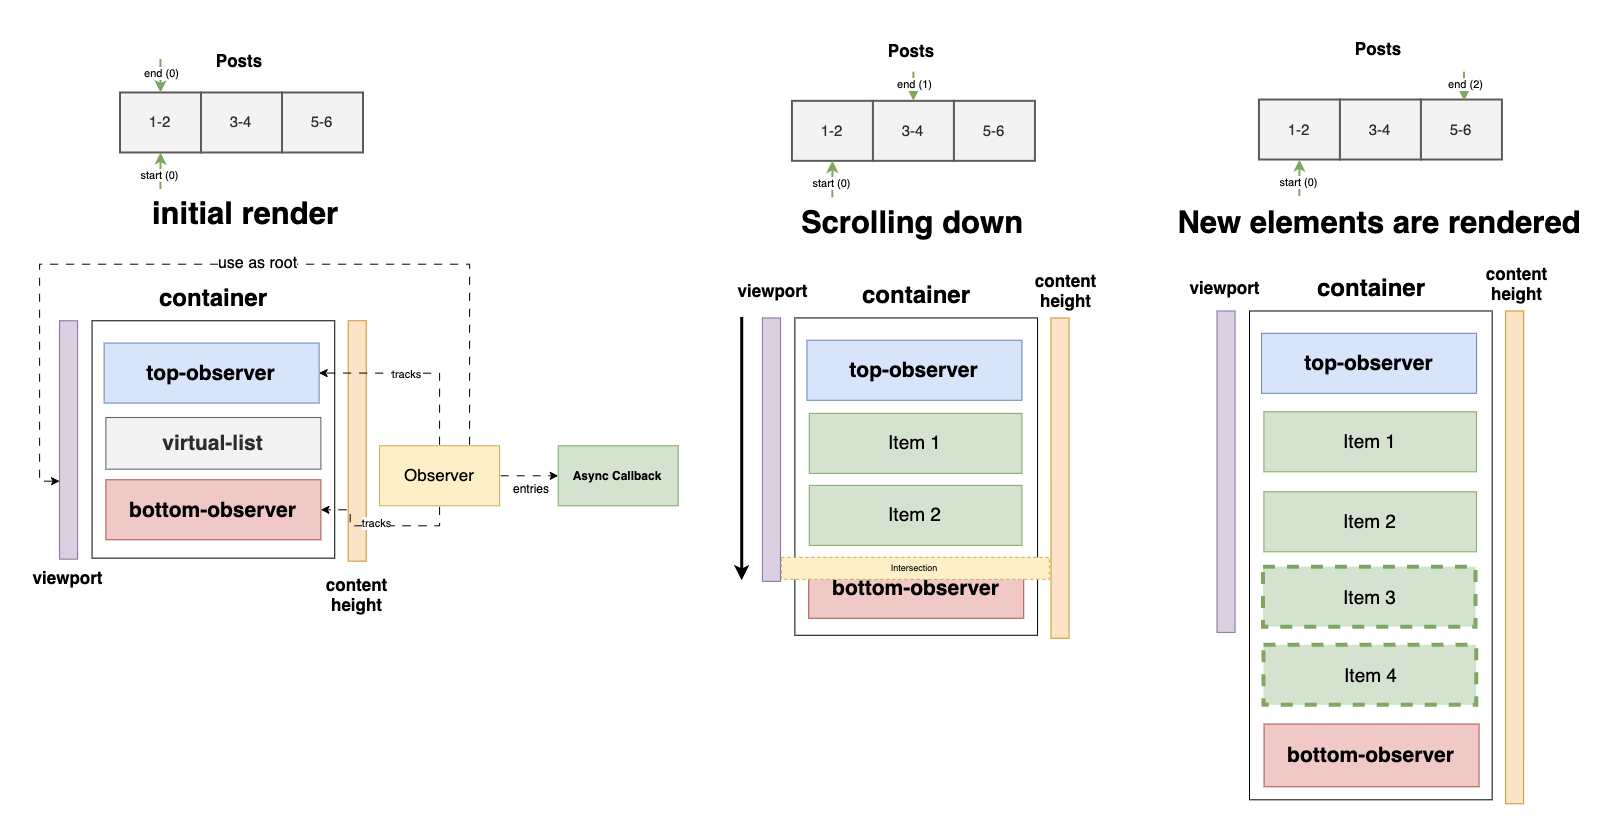 Posts
end (0)
1-2
3-4
5-6
start (0)
initial render
use as root
container
top-observer
tracks
virtual-list
Observer
entries
Async Callback
bottom-observer
tracks
viewport
content
height
Posts
end (1)
1-2
3-4
5-6
start (0)
Scrolling down
viewport
container
content
height
top-observer
Item 1
Item 2
Intersection
bottom-observer
Posts
end (2)
1-2
3-4
5-6
start (0)
New elements are rendered
viewport
container
content
height
top-observer
Item 1
Item 2
Item 3
Item 4
bottom-observer